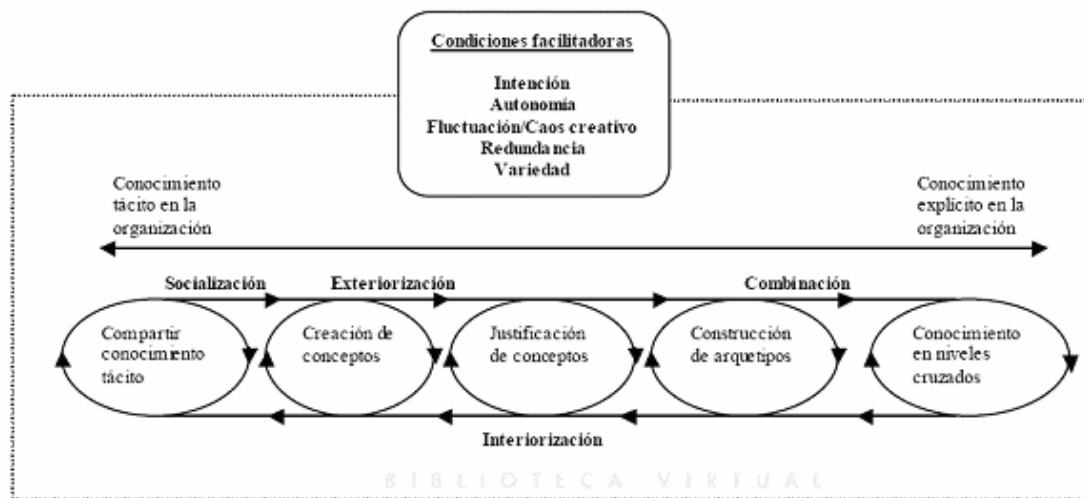 Condiciones facilitadoras
Intención
Autonomía
Fluctuación/Caos creativo
Redundancia
Variedad
Conocimiento
tácito en la
organización
Conocimiento
explícito en la
organización
Socialización
Exteriorización
Combinación
Compartir
conocimiento
tácito
Creación de
conceptos
Justificación
de conceptos
Construcción
de arquetipos
Conocimiento
en niveles
cruzados
Interiorización
BIBLIOTECA VIRTUAL